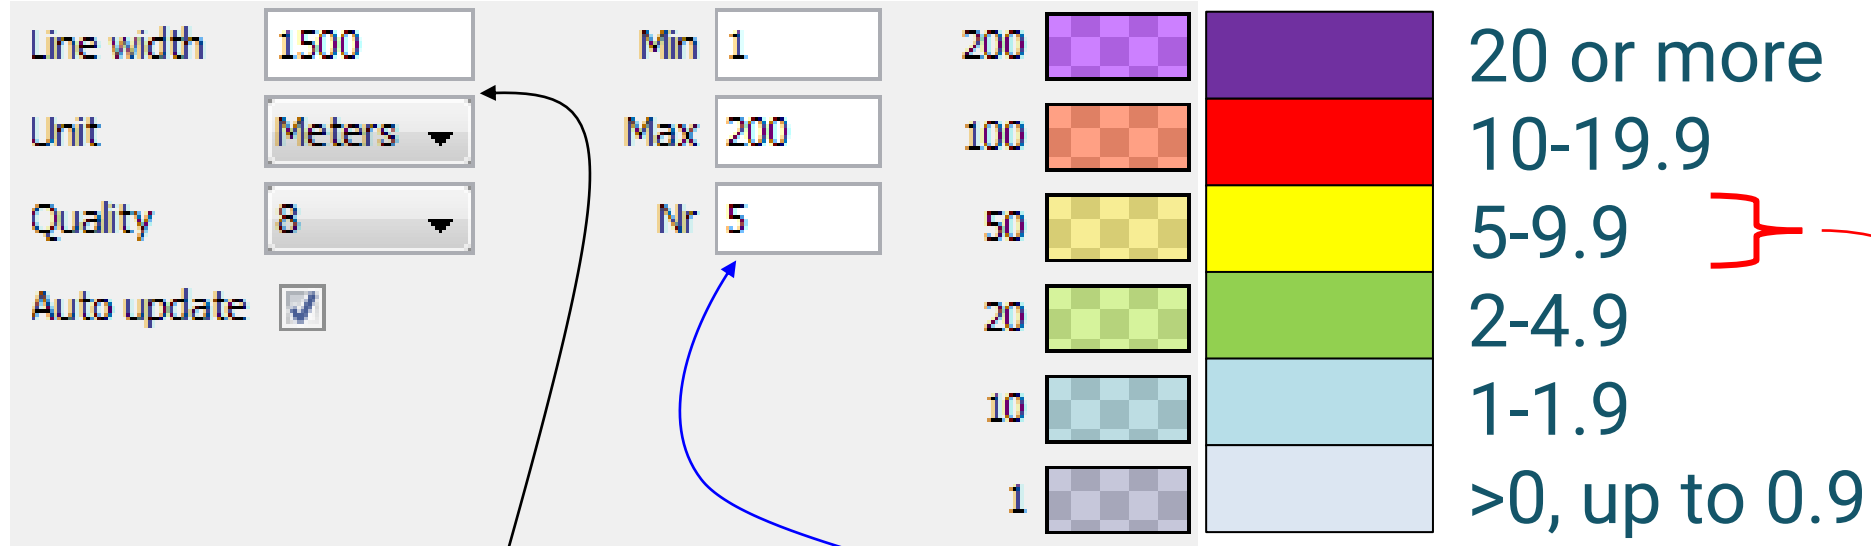 Line width 1500 Min 1 200 20 or more
Unit Meters Max 200 100 10-19.9
Quality 8 Nr 5 50 5-9.9
Auto update 20 2-4.9
10 1-1.9
1 >0, up to 0.9